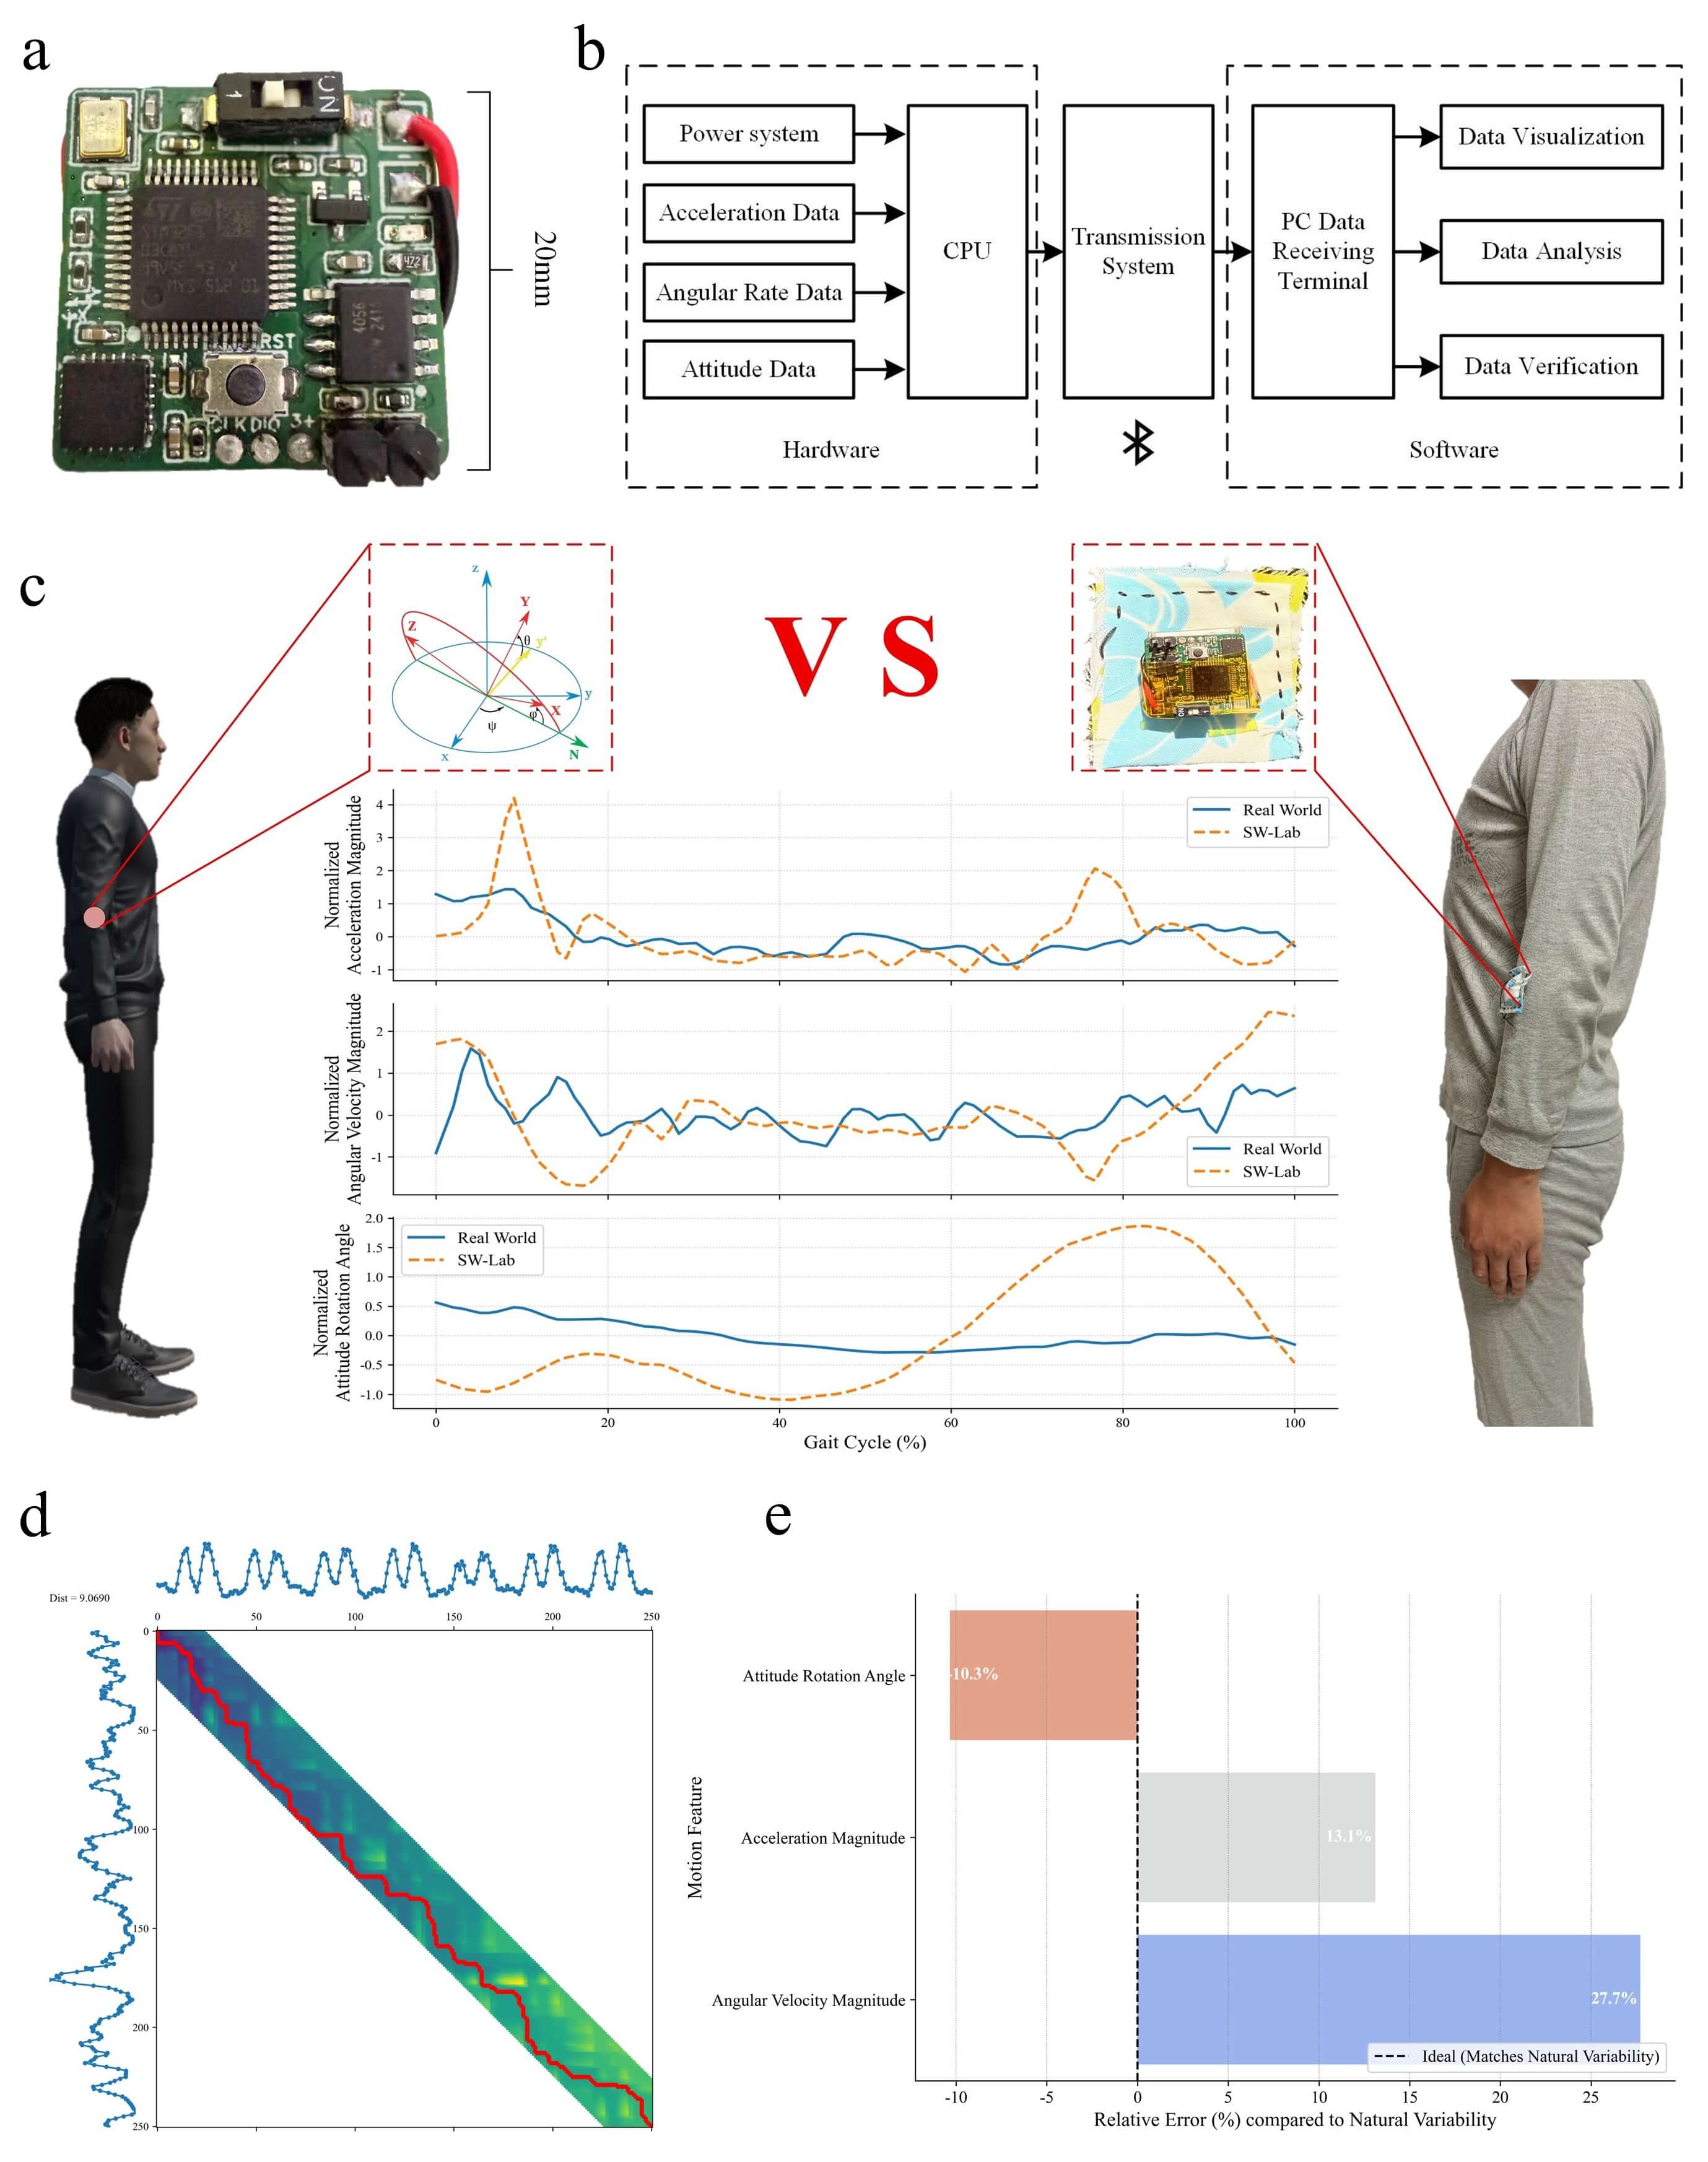 a
1
ON
472
4056
2411
RST
3+
20mm
b
Power system
Acceleration Data
Angular Rate Data
Attitude Data
CPU
Hardware
Transmission
System
PC Data
Receiving
Terminal
Data Visualization
Data Analysis
Data Verification
Software
c
z
Y
Z
θ
y'
y
X
φ
ψ
x
N
V S
Normalized
Acceleration Magnitude
4
3
2
1
0
-1
Real World
SW-Lab
Normalized
Angular Velocity Magnitude
2
1
0
-1
Real World
SW-Lab
Normalized
Attitude Rotation Angle
2.0
1.5
1.0
0.5
0.0
-0.5
-1.0
Real World
SW-Lab
0 20 40 60 80 100
Gait Cycle (%)
d
Dist = 9.0690
0 50 100 150 200 250
0
50
100
150
200
250
e
Motion Feature
Attitude Rotation Angle
-10.3%
Acceleration Magnitude
13.1%
Angular Velocity Magnitude
27.7%
Ideal (Matches Natural Variability)
-10 -5 0 5 10 15 20 25
Relative Error (%) compared to Natural Variability